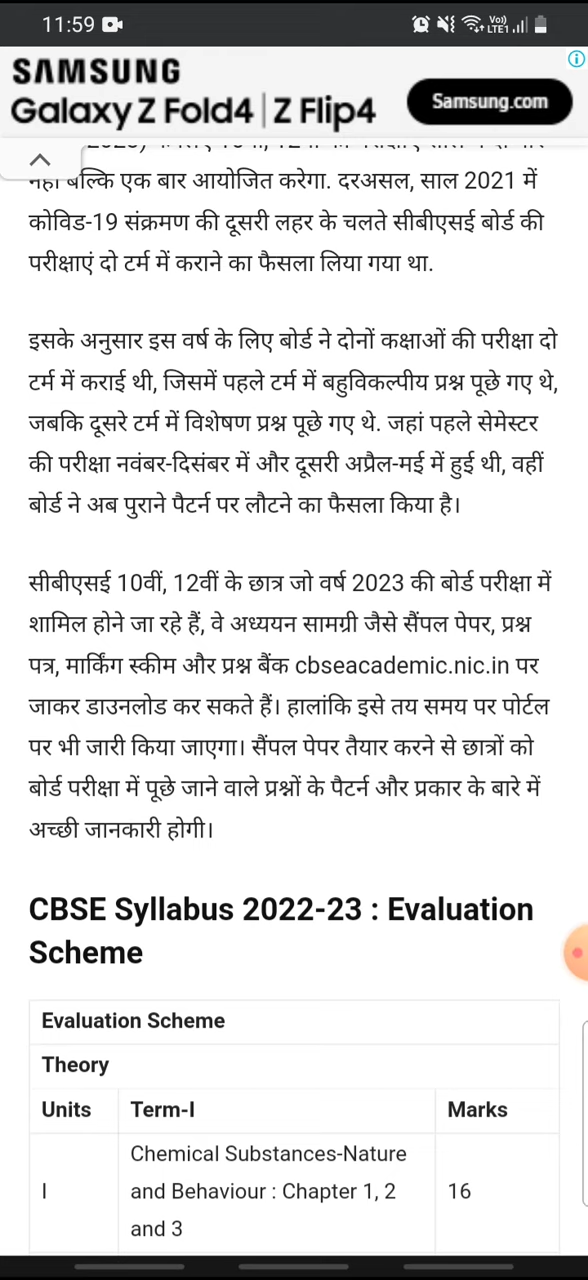 11:59
Vo)
LTE1
SAMSUNG
Galaxy Z Fold4 | Z Flip4
Samsung.com
नहीं बल्कि एक बार आयोजित करेगा. दरअसल, साल 2021 में
कोविड-19 संक्रमण की दूसरी लहर के चलते सीबीएसई बोर्ड की
परीक्षाएं दो टर्म में कराने का फैसला लिया गया था.
इसके अनुसार इस वर्ष के लिए बोर्ड ने दोनों कक्षाओं की परीक्षा दो
टर्म में कराई थी, जिसमें पहले टर्म में बहुविकल्पीय प्रश्न पूछे गए थे,
जबकि दूसरे टर्म में विशेषण प्रश्न पूछे गए थे. जहां पहले सेमेस्टर
की परीक्षा नवंबर-दिसंबर में और दूसरी अप्रैल-मई में हुई थी, वहीं
बोर्ड ने अब पुराने पैटर्न पर लौटने का फैसला किया है।
सीबीएसई 10वीं, 12वीं के छात्र जो वर्ष 2023 की बोर्ड परीक्षा में
शामिल होने जा रहे हैं, वे अध्ययन सामग्री जैसे सैंपल पेपर, प्रश्न
पत्र, मार्किंग स्कीम और प्रश्न बैंक cbseacademic.nic.in पर
जाकर डाउनलोड कर सकते हैं। हालांकि इसे तय समय पर पोर्टल
पर भी जारी किया जाएगा। सैंपल पेपर तैयार करने से छात्रों को
बोर्ड परीक्षा में पूछे जाने वाले प्रश्नों के पैटर्न और प्रकार के बारे में
अच्छी जानकारी होगी।
CBSE Syllabus 2022-23 : Evaluation
Scheme
Evaluation Scheme
Theory
Units Term-I Marks
Chemical Substances-Nature
I and Behaviour : Chapter 1, 2 16
and 3